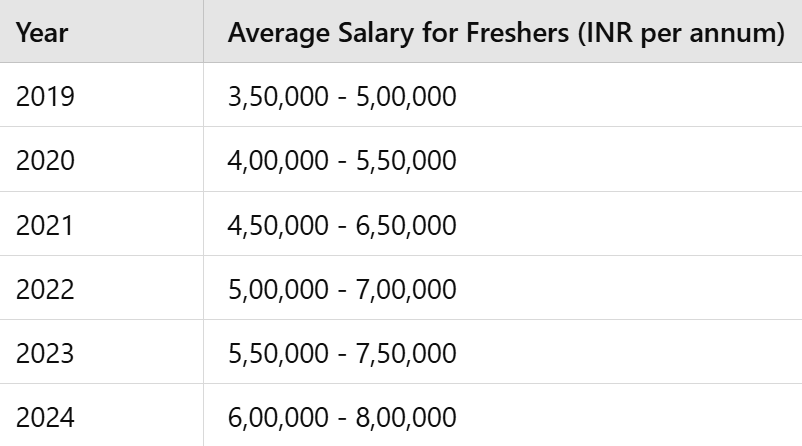 Year Average Salary for Freshers (INR per annum)
2019 3,50,000 - 5,00,000
2020 4,00,000 - 5,50,000
2021 4,50,000 - 6,50,000
2022 5,00,000 - 7,00,000
2023 5,50,000 - 7,50,000
2024 6,00,000 - 8,00,000